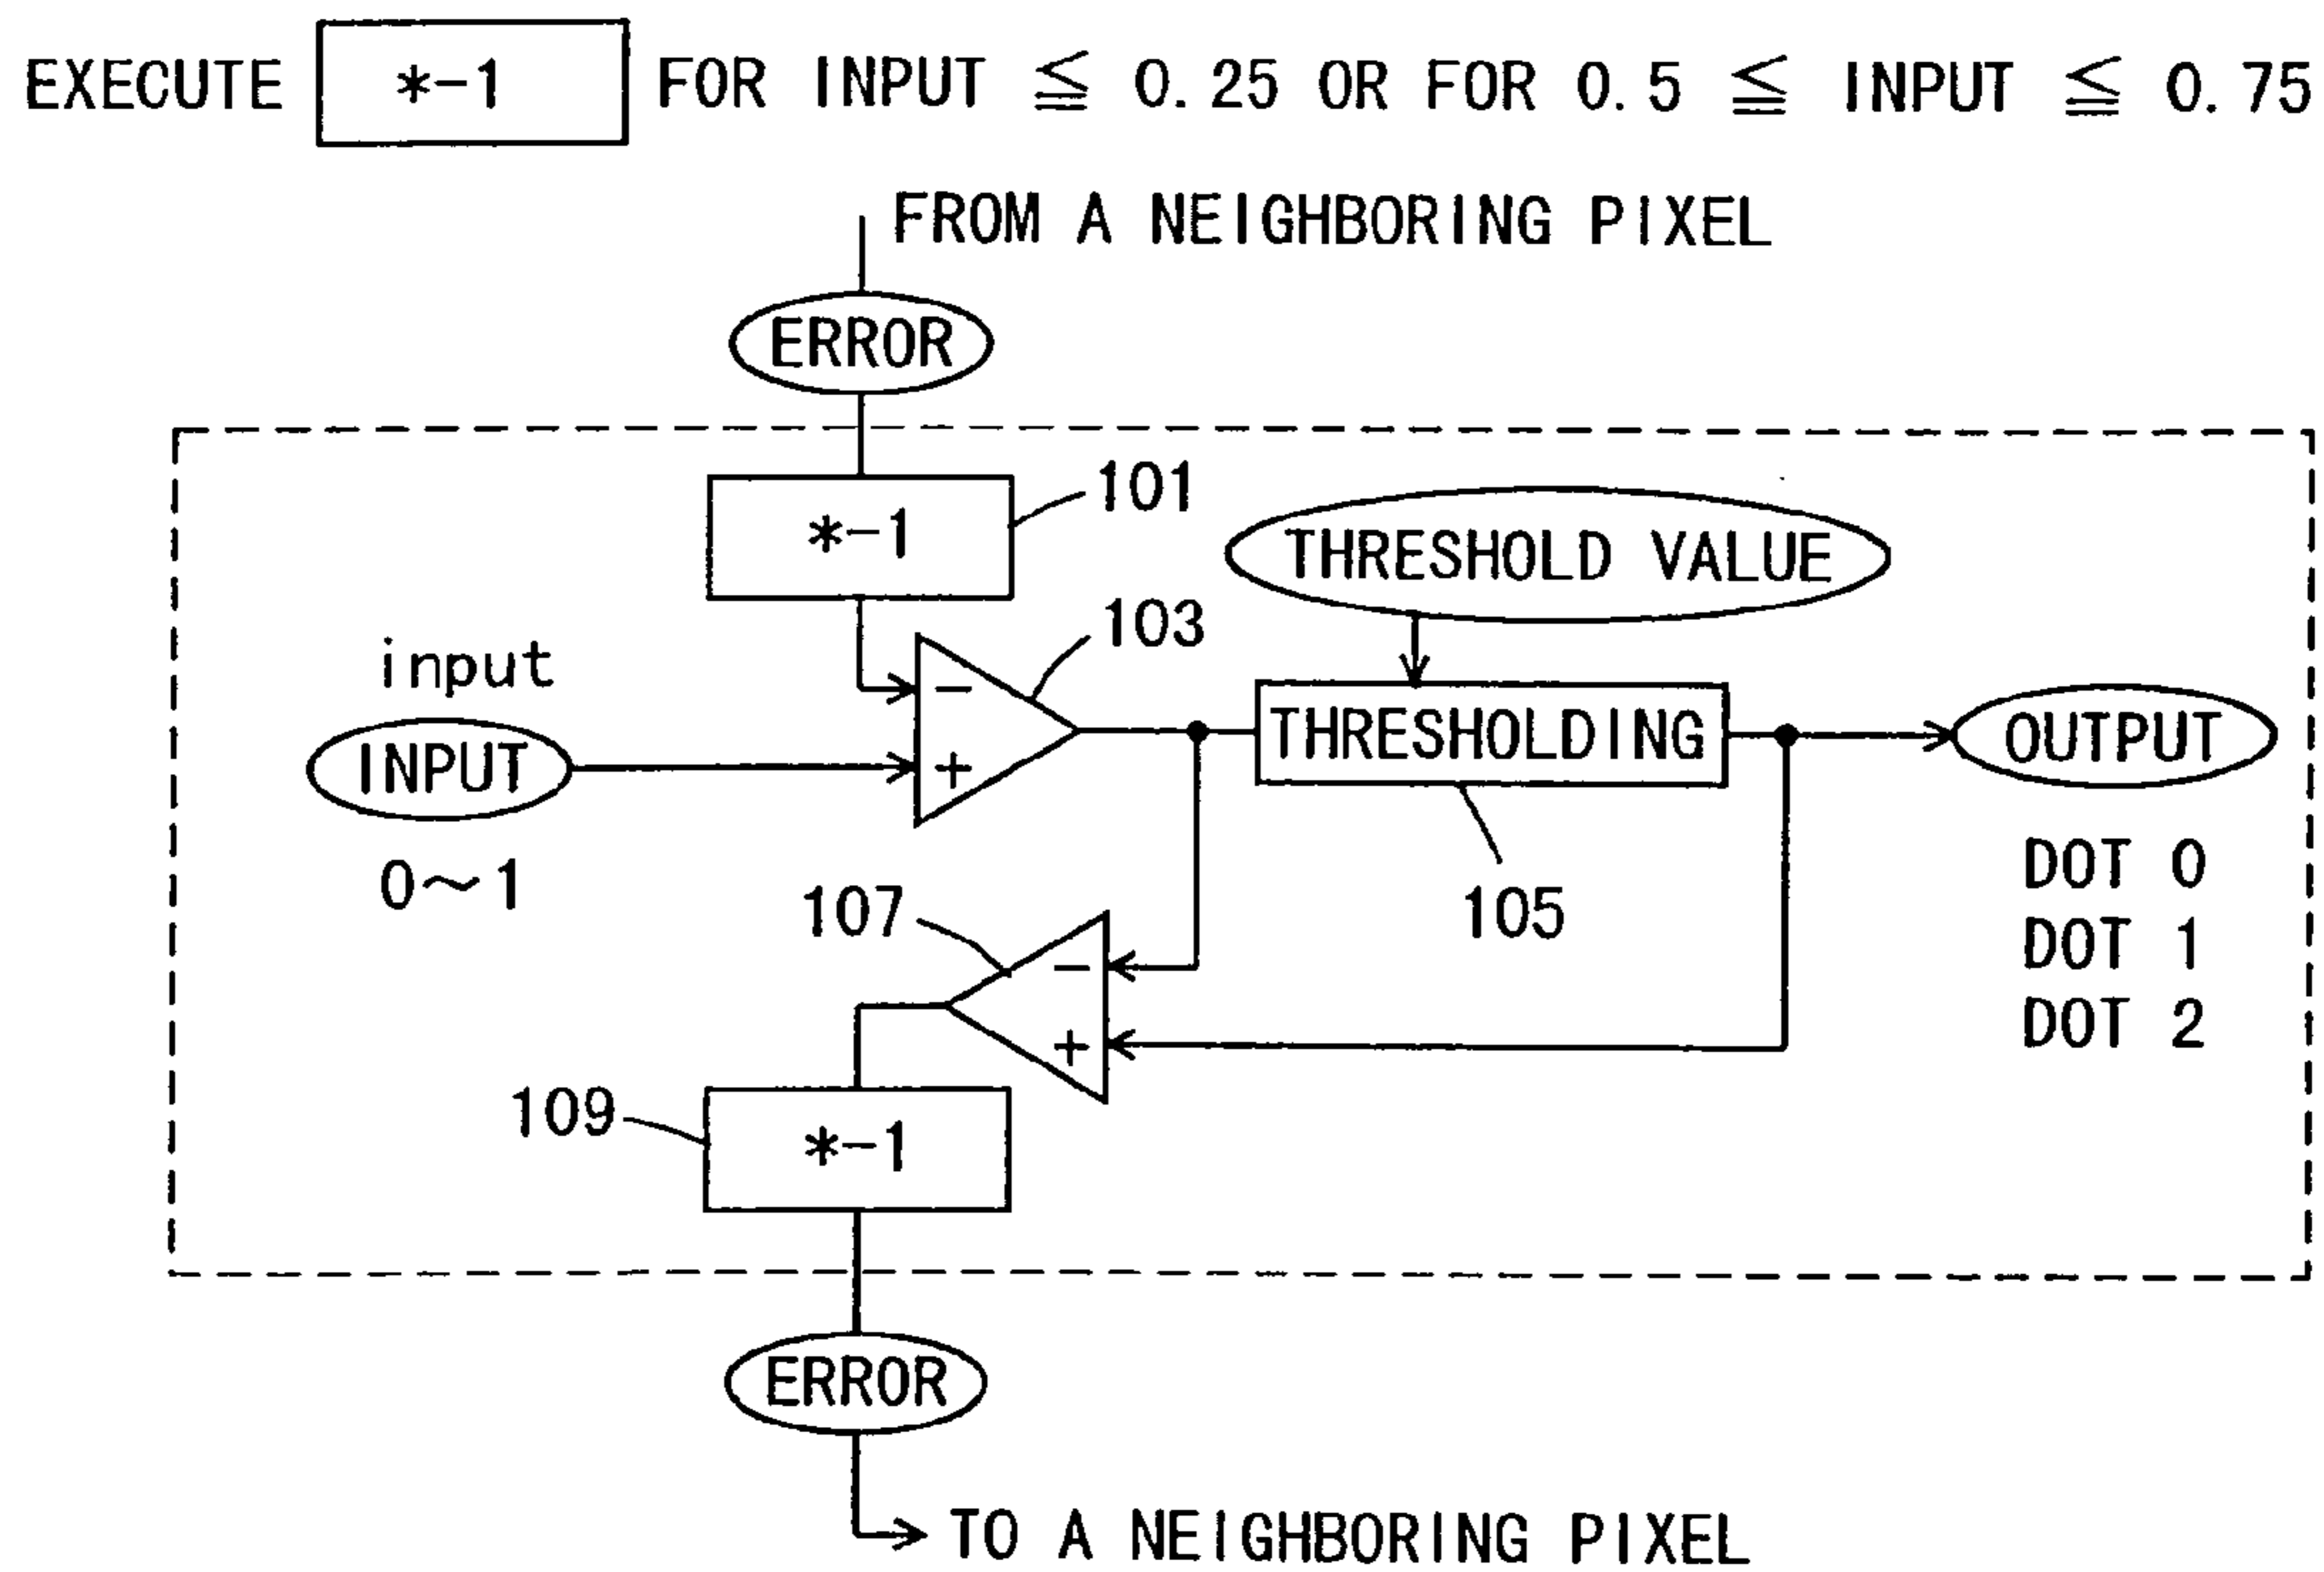 EXECUTE *-1 FOR INPUT ≦ 0.25 OR FOR 0.5 ≦ INPUT ≦ 0.75
FROM A NEIGHBORING PIXEL
ERROR
101
*-1
THRESHOLD VALUE
103
input
- 
THRESHOLDING
OUTPUT
INPUT
+
0~1
105
DOT 0
107
DOT 1
-
DOT 2
+
109
*-1
ERROR
TO A NEIGHBORING PIXEL